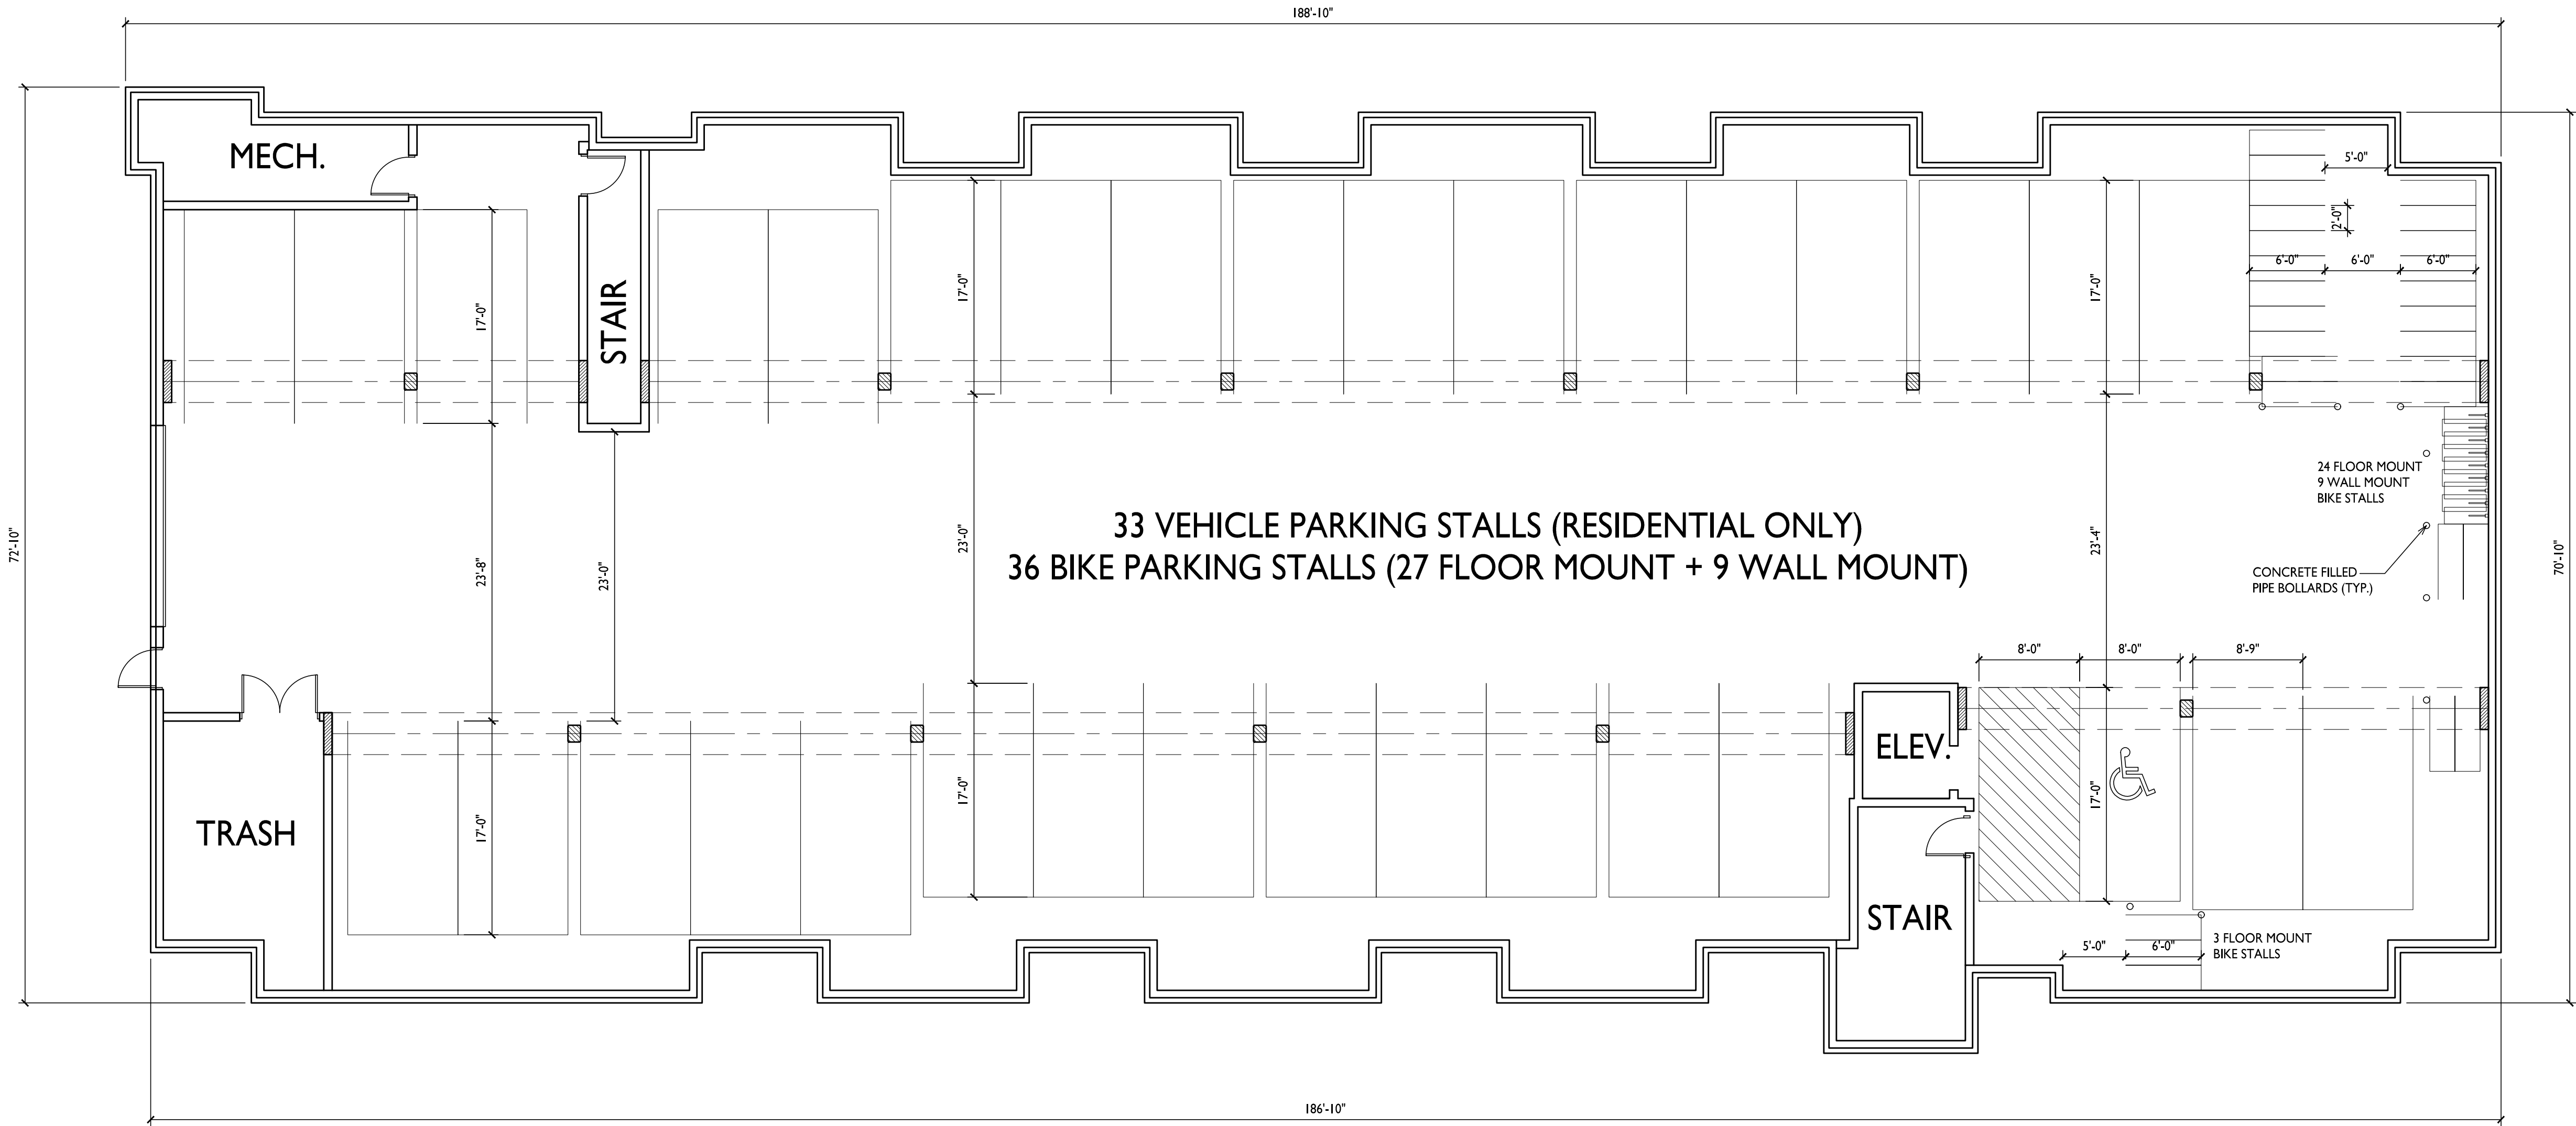 188'-10"
MECH.
5'-0"
2'-0"
6'-0" 6'-0" 6'-0"
17'-0"
17'-0"
17'-0"
STAIR
24 FLOOR MOUNT
9 WALL MOUNT
BIKE STALLS
33 VEHICLE PARKING STALLS (RESIDENTIAL ONLY)
36 BIKE PARKING STALLS (27 FLOOR MOUNT + 9 WALL MOUNT)
72'-10"
23'-8"
23'-0"
23'-0"
23'-4"
70'-10"
CONCRETE FILLED
PIPE BOLLARDS (TYP.)
8'-0" 8'-0" 8'-9"
ELEV.
TRASH
17'-0"
17'-0"
17'-0"
STAIR
5'-0" 6'-0"
3 FLOOR MOUNT
BIKE STALLS
186'-10"